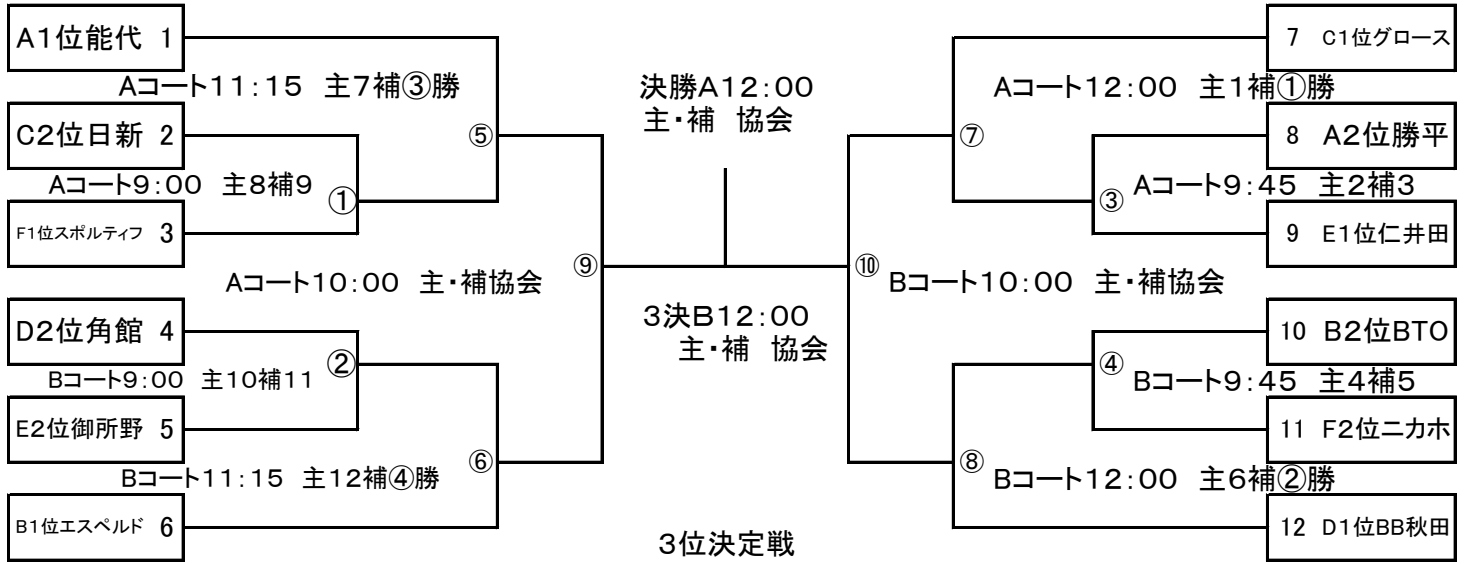 A1位能代 1
Aコート11:15 主7補③勝
C2位日新 2
⑤
Aコート9:00 主8補9
①
F1位スポルティフ 3
Aコート10:00 主・補協会
⑨
D2位角館 4
②
Bコート9:00 主10補11
E2位御所野 5
⑥
Bコート11:15 主12補④勝
B1位エスペルド 6
決勝A12:00
主・補 協会
3決B12:00
主・補 協会
3位決定戦
7 C1位グロース
Aコート12:00 主1補①勝
⑦
8 A2位勝平
③
Aコート9:45 主2補3
9 E1位仁井田
⑩
Bコート10:00 主・補協会
10 B2位BTO
④
Bコート9:45 主4補5
11 F2位ニカホ
⑧
Bコート12:00 主6補②勝
12 D1位BB秋田